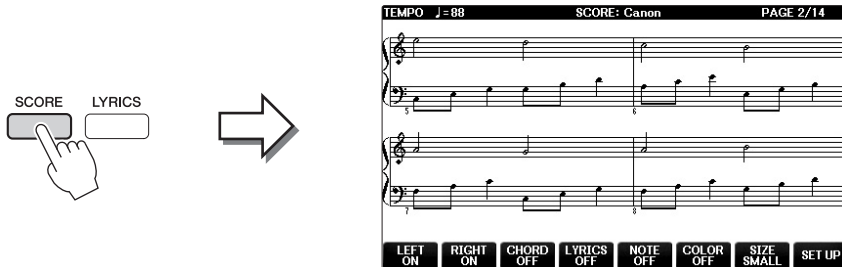 SCORE LYRICS
TEMPO ♩=88 SCORE: Canon PAGE 2/14
5 6
7 8
LEFT ON RIGHT ON CHORD OFF LYRICS OFF NOTE OFF COLOR OFF SIZE SMALL SET UP